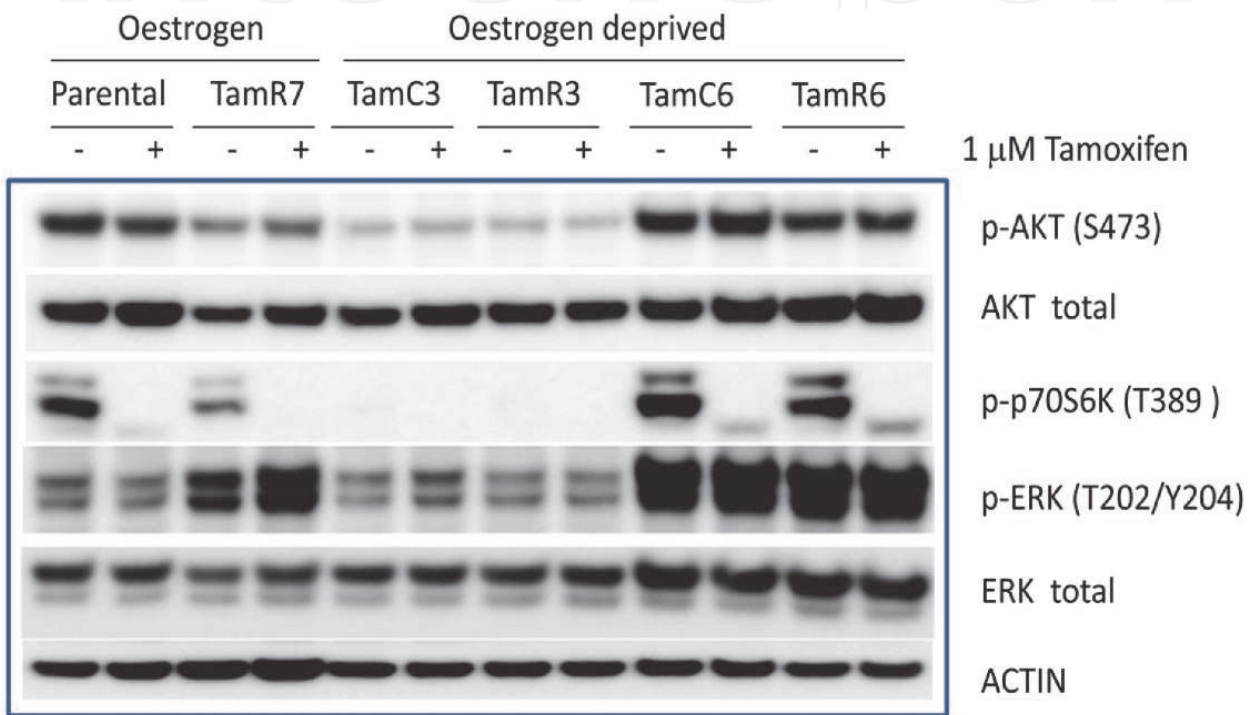 Oestrogen Oestrogen deprived
Parental TamR7 TamC3 TamR3 TamC6 TamR6
- + - + - + - + - + - + 1 μM Tamoxifen
p-AKT (S473)
AKT total
p-p70S6K (T389 )
p-ERK (T202/Y204)
ERK total
ACTIN